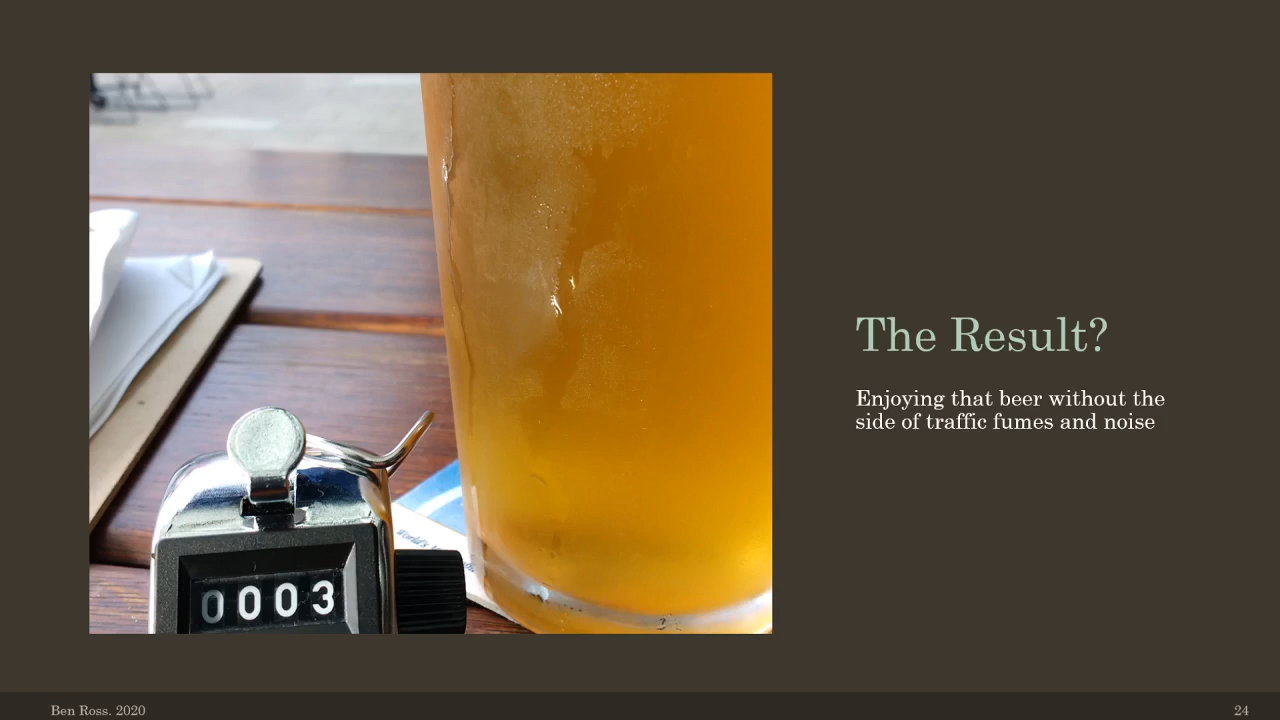 The Result?
Enjoying that beer without the
side of traffic fumes and noise
0003
Ben Ross. 2020
24